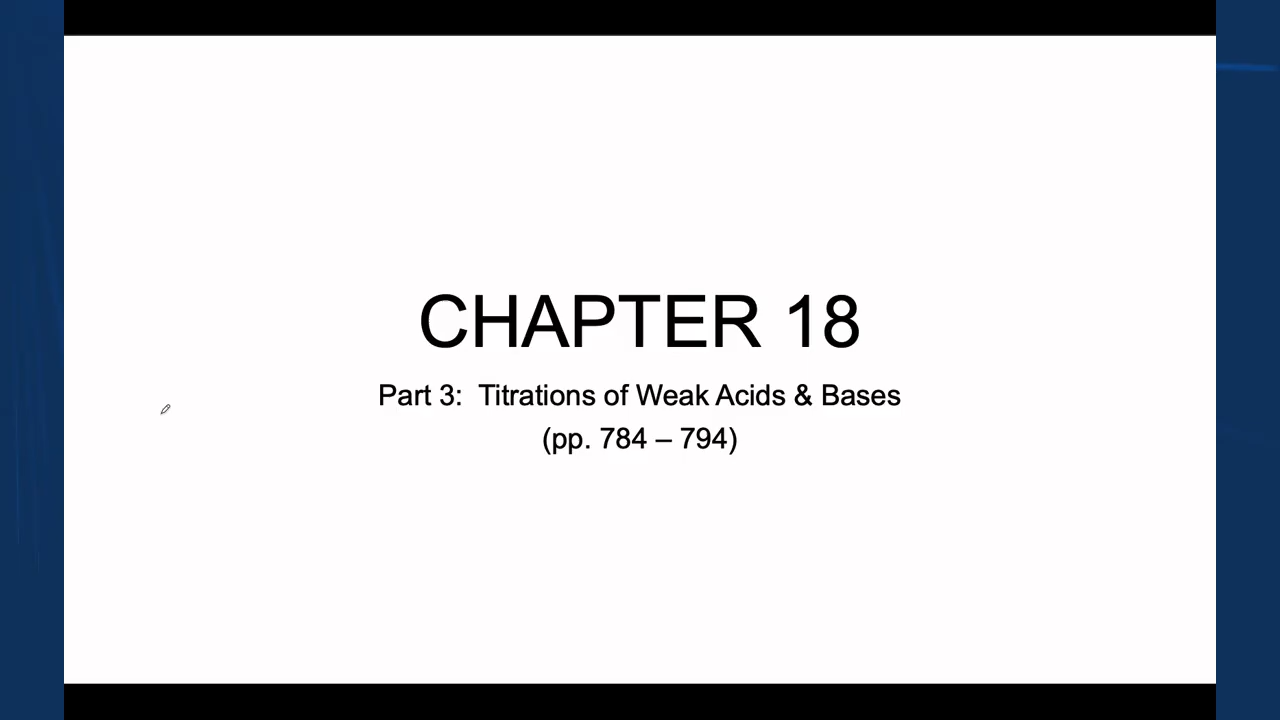 CHAPTER 18
Part 3:  Titrations of Weak Acids & Bases
(pp. 784 – 794)